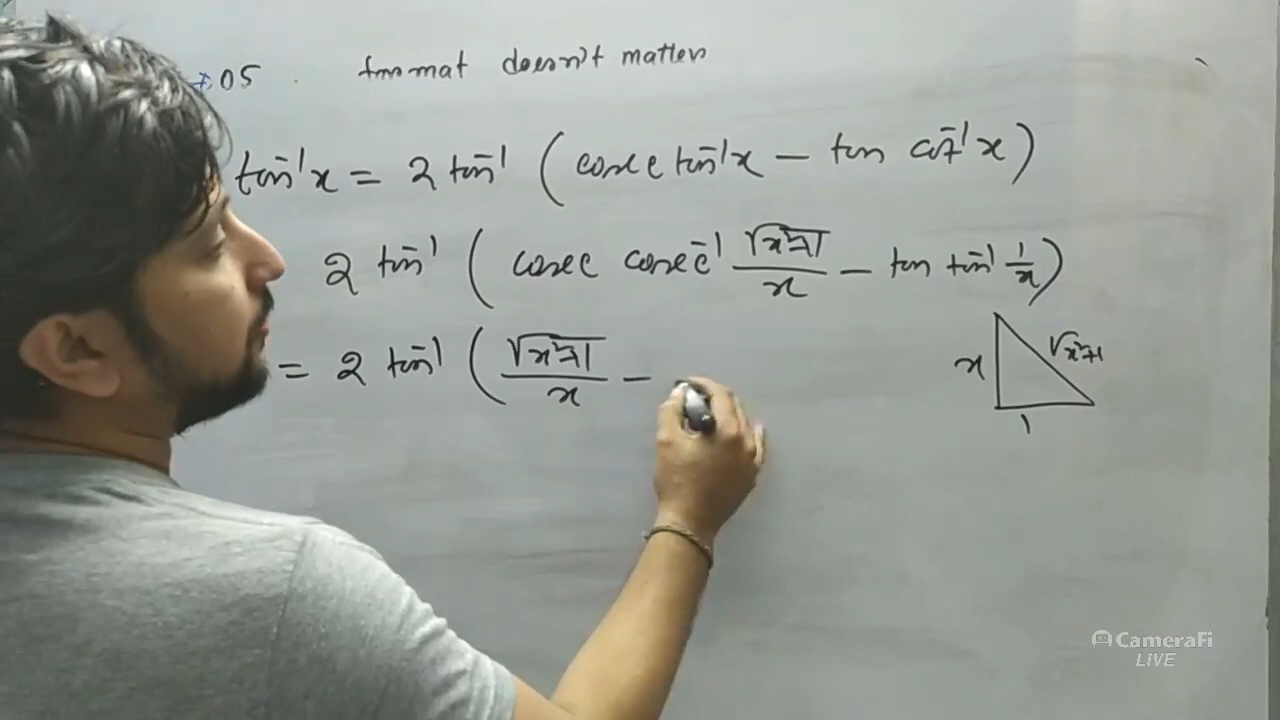 05 . format doesn't matter
tan⁻¹x = 2 tan⁻¹ ( cosec tan⁻¹x − tan cot⁻¹x )
2 tan⁻¹ ( cosec cosec⁻¹ √x²+1 / x − tan tan⁻¹ 1/x )
= 2 tan⁻¹ ( √x²+1 / x −
x √x²+1
1
CameraFi
LIVE